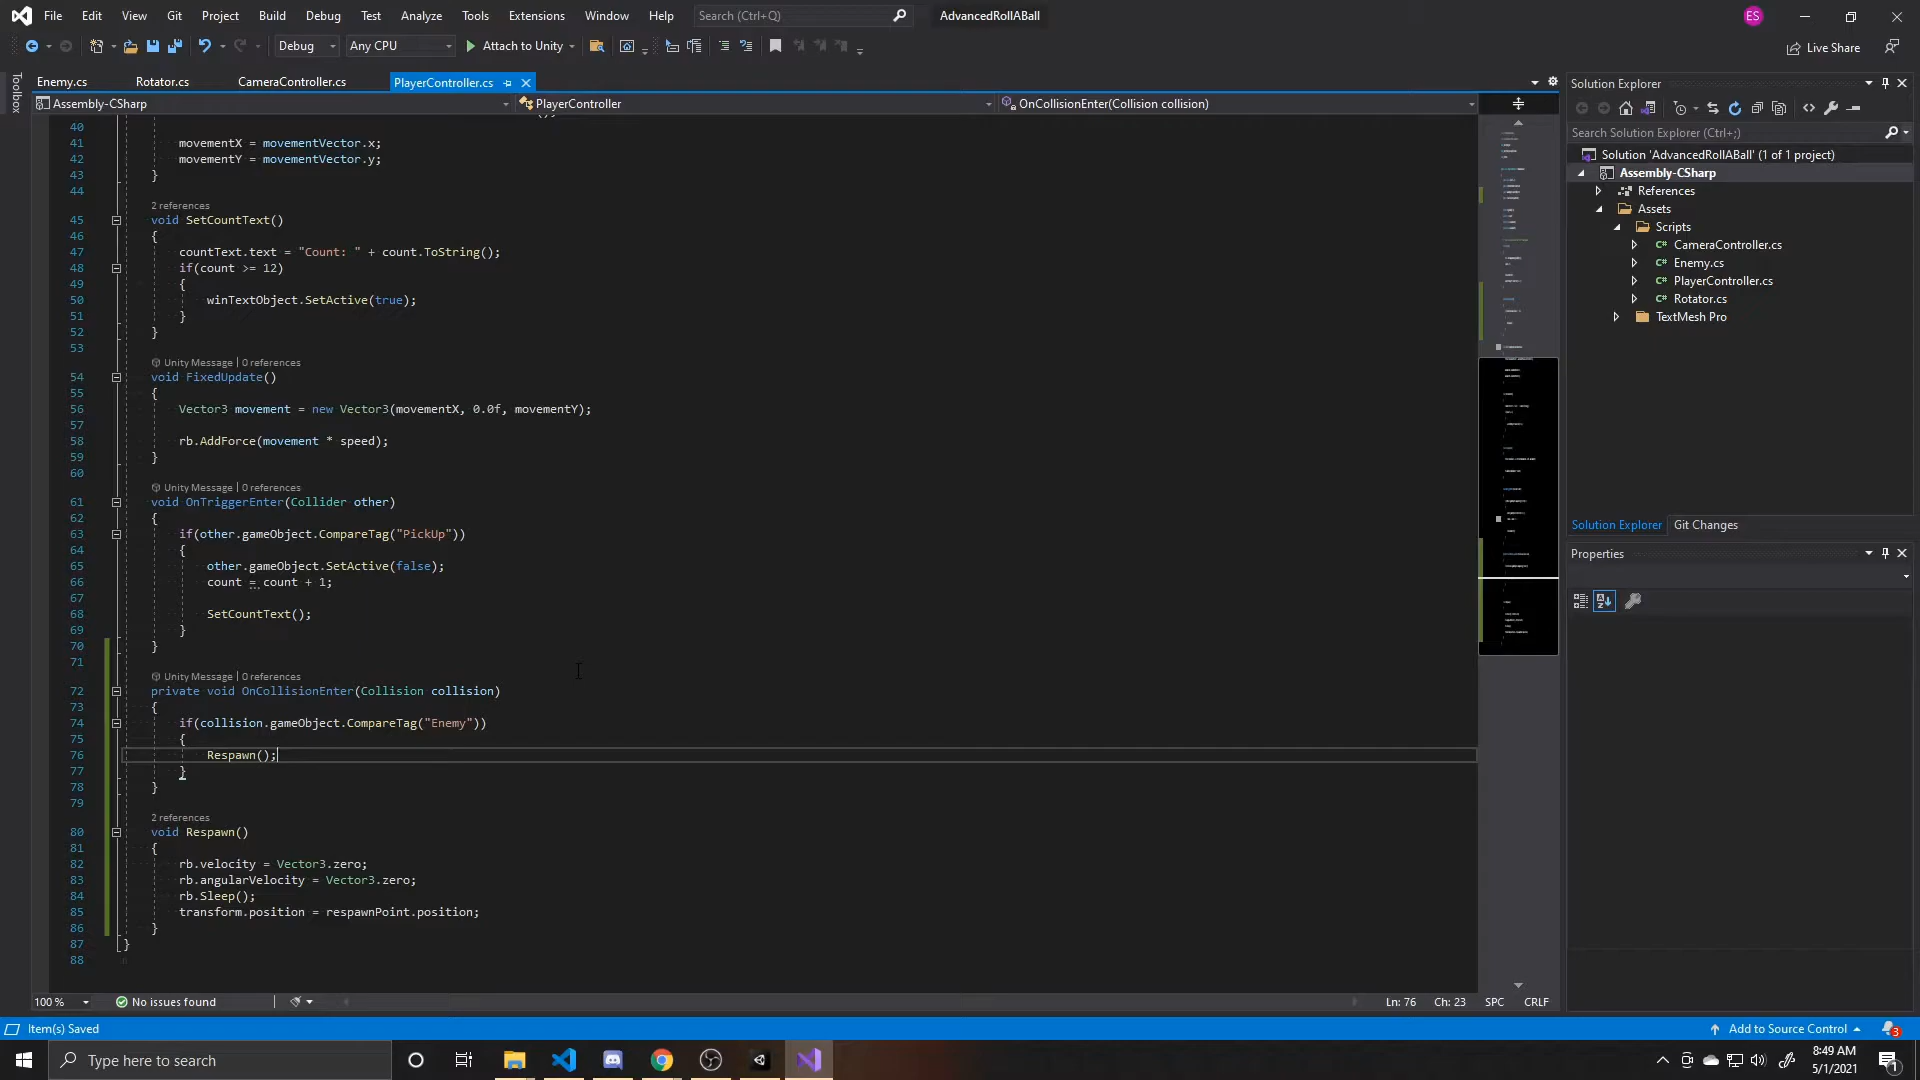 File Edit View Git Project Build Debug Test Analyze Tools Extensions Window Help Search (Ctrl+Q) AdvancedRollABall ES
Debug Any CPU Attach to Unity Live Share
Toolbox
Enemy.cs Rotator.cs CameraController.cs PlayerController.cs
Assembly-CSharp PlayerController OnCollisionEnter(Collision collision)
40
41 movementX = movementVector.x;
42 movementY = movementVector.y;
43 }
44
2 references
45 void SetCountText()
46 {
47 countText.text = "Count: " + count.ToString();
48 if(count >= 12)
49 {
50 winTextObject.SetActive(true);
51 }
52 }
53
Unity Message | 0 references
54 void FixedUpdate()
55 {
56 Vector3 movement = new Vector3(movementX, 0.0f, movementY);
57
58 rb.AddForce(movement * speed);
59 }
60
Unity Message | 0 references
61 void OnTriggerEnter(Collider other)
62 {
63 if(other.gameObject.CompareTag("PickUp"))
64 {
65 other.gameObject.SetActive(false);
66 count = count + 1;
67
68 SetCountText();
69 }
70 }
71
Unity Message | 0 references
72 private void OnCollisionEnter(Collision collision)
73 {
74 if(collision.gameObject.CompareTag("Enemy"))
75 {
76 Respawn();
77 }
78 }
79
2 references
80 void Respawn()
81 {
82 rb.velocity = Vector3.zero;
83 rb.angularVelocity = Vector3.zero;
84 rb.Sleep();
85 transform.position = respawnPoint.position;
86 }
87 }
88
100 % No issues found Ln: 76 Ch: 23 SPC CRLF
Solution Explorer
Search Solution Explorer (Ctrl+;)
Solution 'AdvancedRollABall' (1 of 1 project)
Assembly-CSharp
References
Assets
Scripts
C# CameraController.cs
C# Enemy.cs
C# PlayerController.cs
C# Rotator.cs
TextMesh Pro
Solution Explorer Git Changes
Properties
Item(s) Saved Add to Source Control 3
Type here to search 8:49 AM
5/1/2021 1